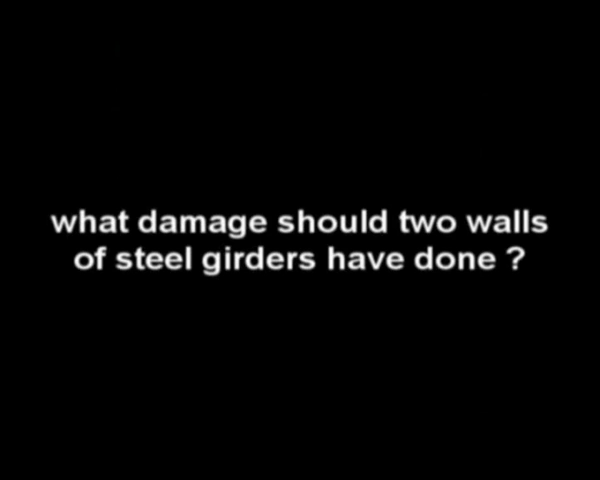 what damage should two walls
of steel girders have done ?